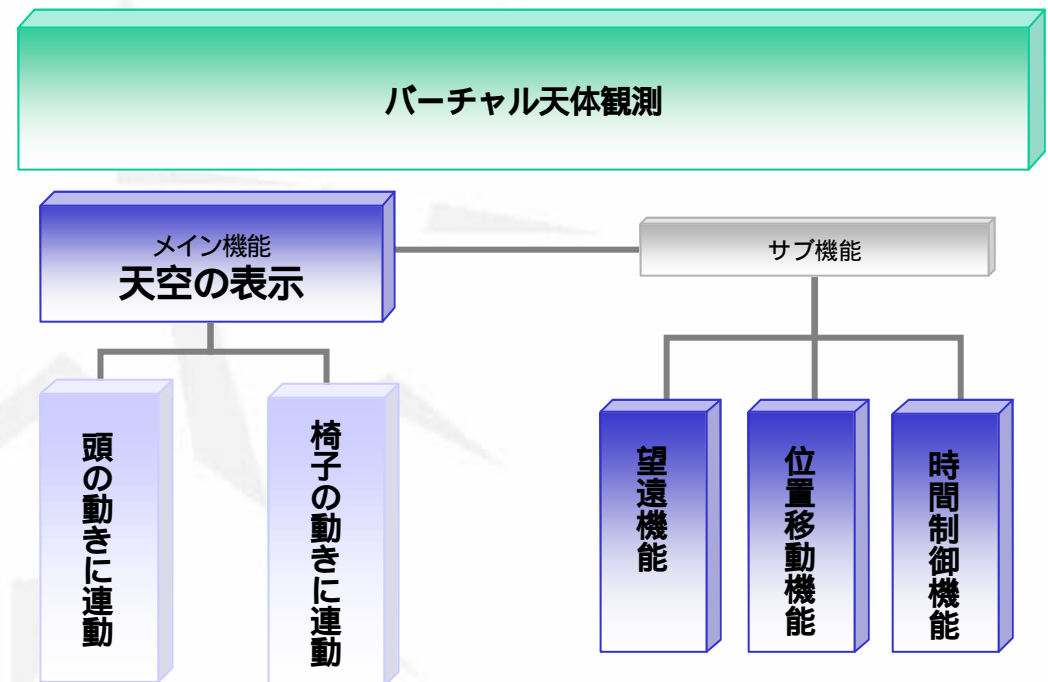 バーチャル天体観測
メイン機能
天空の表示
サブ機能
頭の動きに連動
椅子の動きに連動
望遠機能
位置移動機能
時間制御機能